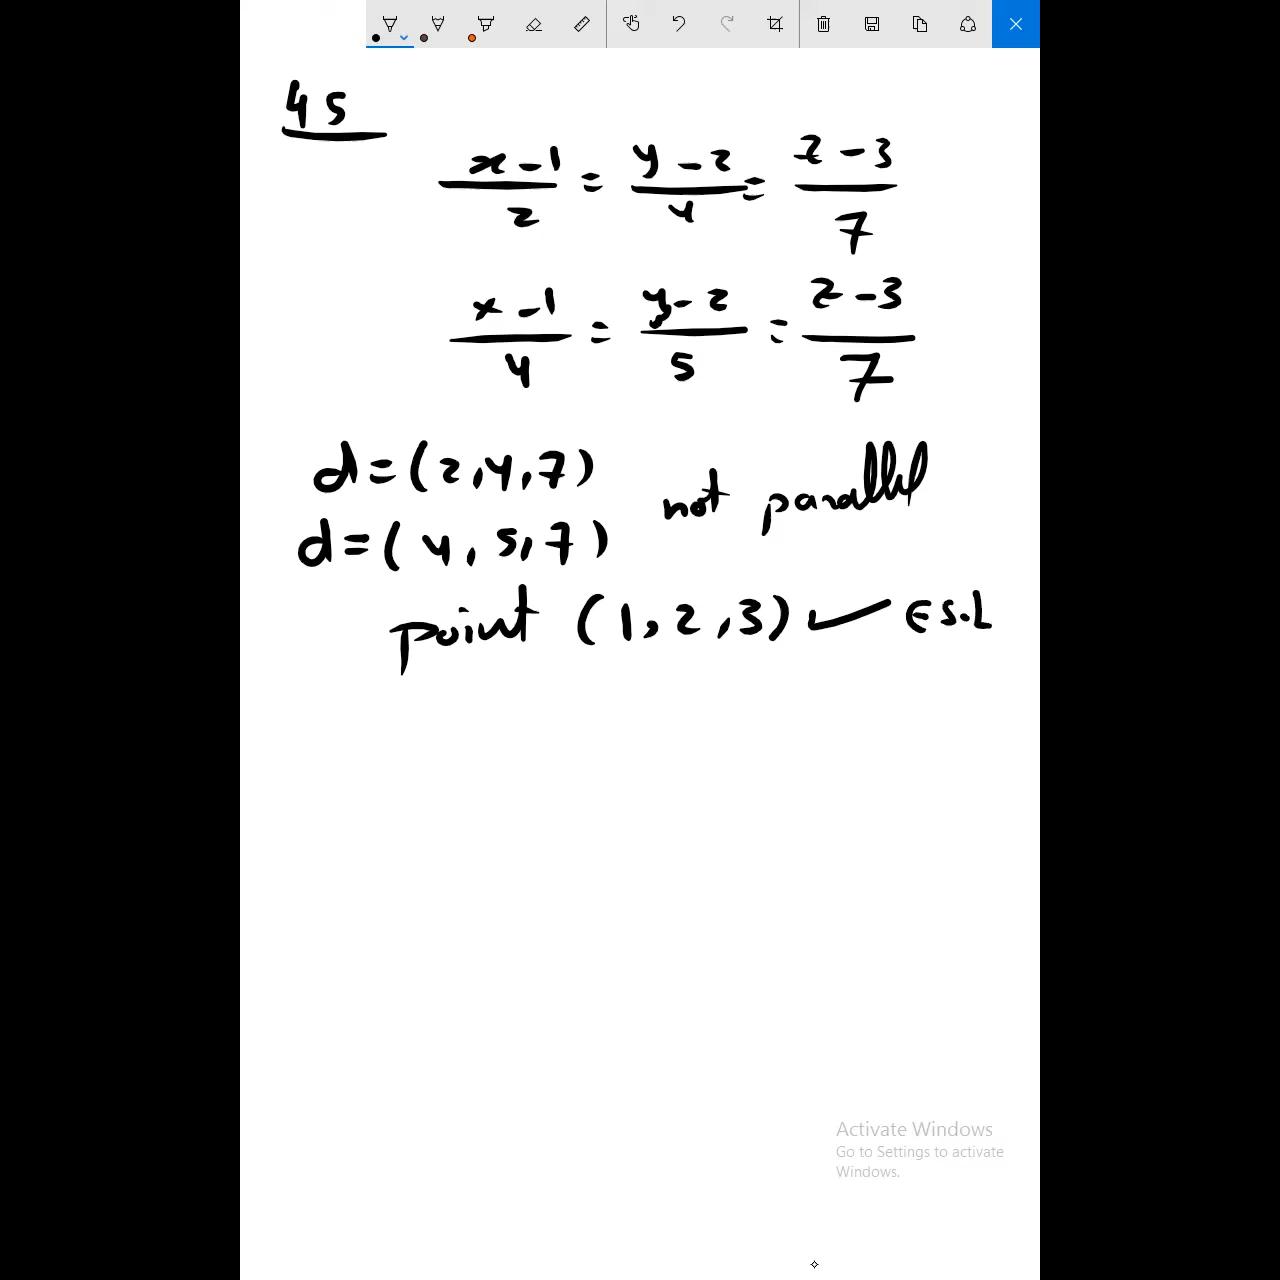 45
x-1/2 = y-2/4 = z-3/7
x-1/4 = y-2/5 = z-3/7
d=(2,4,7)
not parallel
d=(4,5,7)
point (1,2,3) ✓ ∈ S.L
Activate Windows
Go to Settings to activate
Windows.